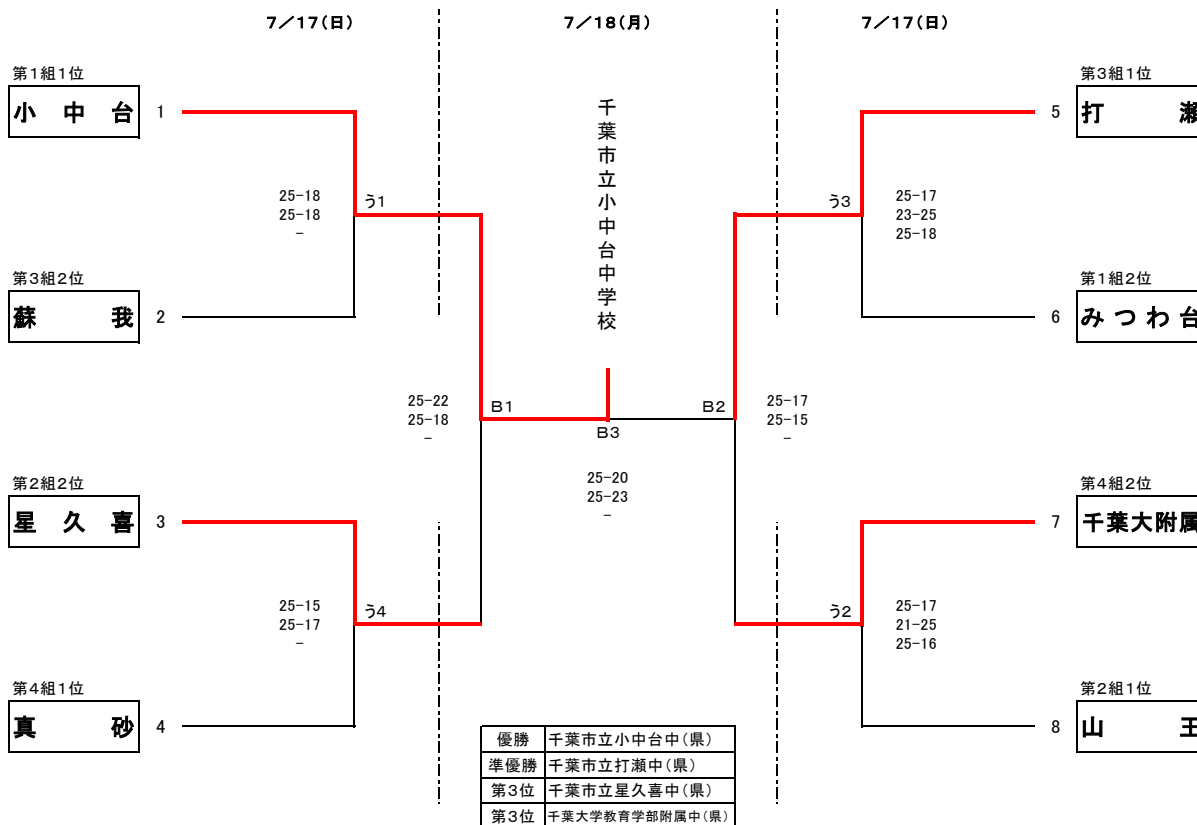 7／17(日)
7／18(月)
7／17(日)
第1組1位
小中台 1
第3組1位
5 打瀬
千葉市立小中台中学校
25-18
25-18
-
う1
う3
25-17
23-25
25-18
第3組2位
蘇我 2
第1組2位
6 みつわ台
25-22
25-18
-
B1
B2
25-17
25-15
-
B3
25-20
25-23
-
第2組2位
星久喜 3
第4組2位
7 千葉大附属
25-15
25-17
-
う4
う2
25-17
21-25
25-16
第4組1位
真砂 4
第2組1位
8 山王
優勝 千葉市立小中台中(県)
準優勝 千葉市立打瀬中(県)
第3位 千葉市立星久喜中(県)
第3位 千葉大学教育学部附属中(県)